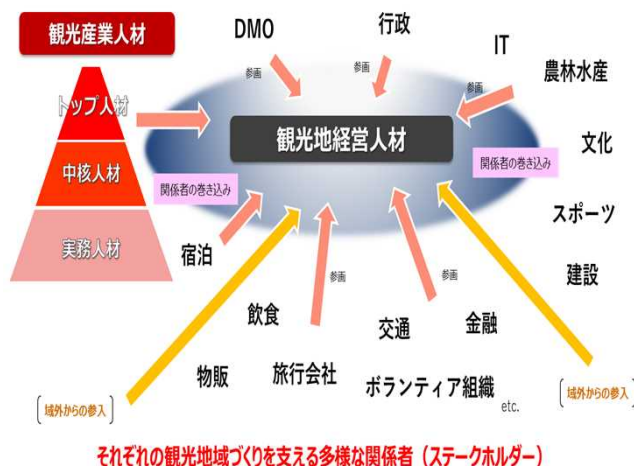 観光産業人材
トップ人材
中核人材
実務人材
DMO
行政
IT
農林水産
文化
スポーツ
建設
参画
参画
参画
観光地経営人材
関係者の巻き込み
関係者の巻き込み
宿泊
飲食
物販
旅行会社
参画
交通
参画
金融
ボランティア組織
etc.
[域外からの参入]
[域外からの参入]
それぞれの観光地域づくりを支える多様な関係者（ステークホルダー）